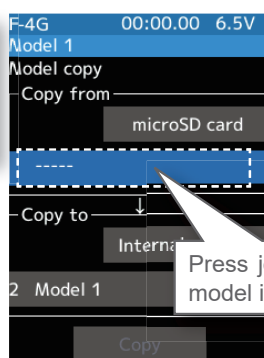 F-4G 00:00.00 6.5V
Model 1
Model copy
Copy from
microSD card
-----
Copy to ↓
Press
model
2 Model 1
Copy